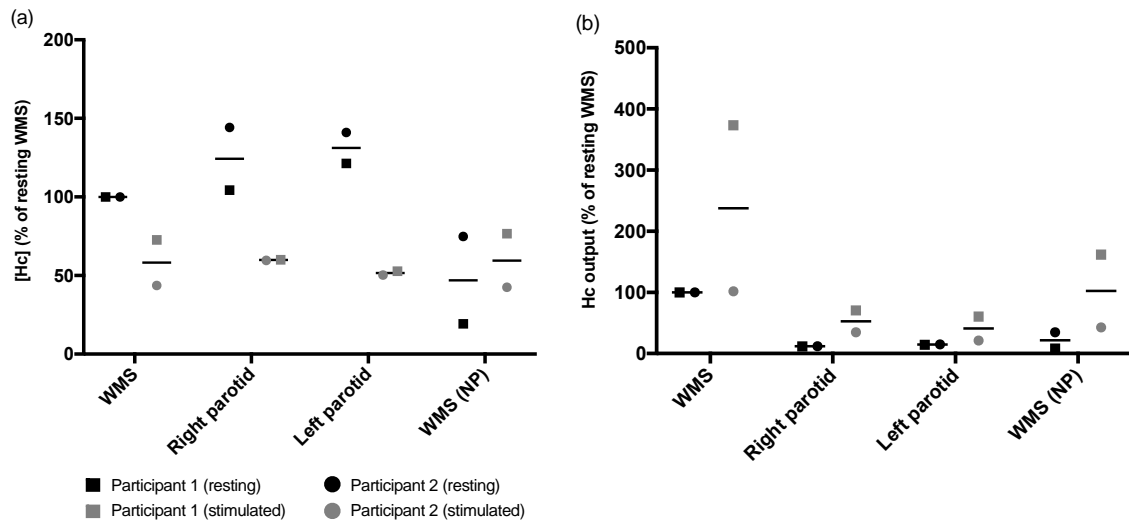 (a)
[Hc] (% of resting WMS)
200
150
100
50
0
WMS
Right parotid
Left parotid
WMS (NP)
(b)
Hc output (% of resting WMS)
500
400
300
200
100
0
WMS
Right parotid
Left parotid
WMS (NP)
Participant 1 (resting)
Participant 2 (resting)
Participant 1 (stimulated)
Participant 2 (stimulated)